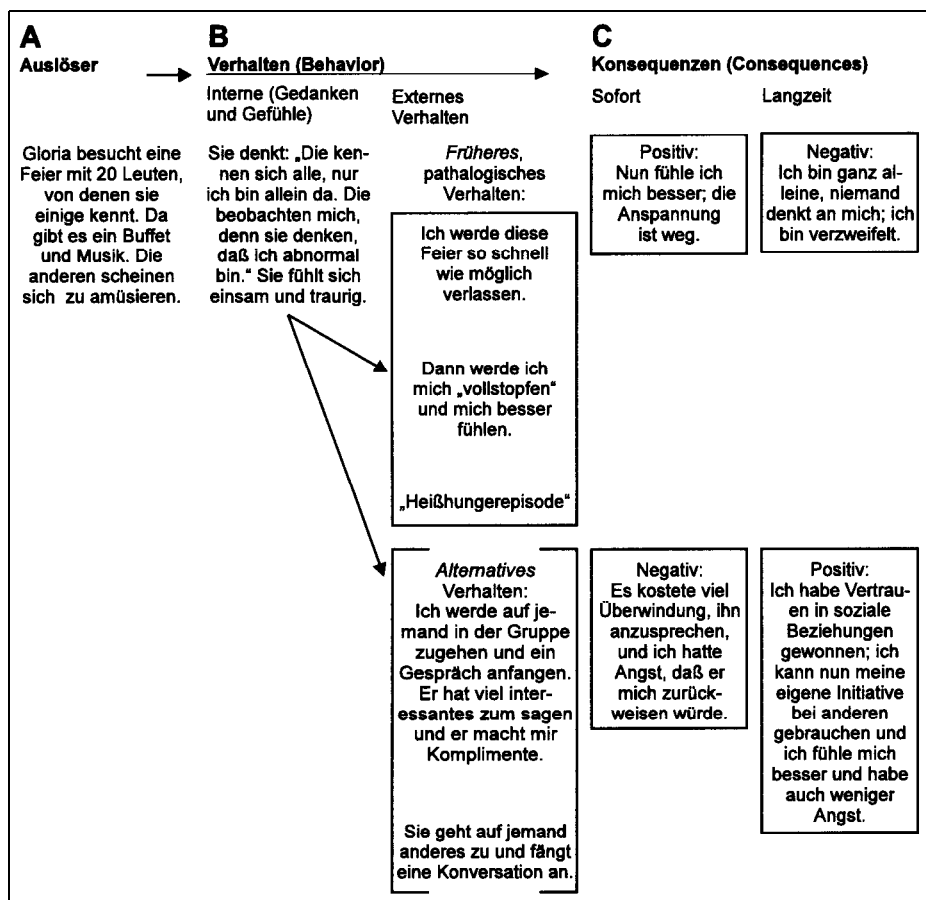 A
Auslöser
B
Verhalten (Behavior)
C
Konsequenzen (Consequences)
Interne (Gedanken
und Gefühle)
Externes
Verhalten
Sofort
Langzeit
Gloria besucht eine
Feier mit 20 Leuten,
von denen sie
einige kennt. Da
gibt es ein Buffet
und Musik. Die
anderen scheinen
sich zu amüsieren.
Sie denkt: „Die ken-
nen sich alle, nur
ich bin allein da. Die
beobachten mich,
denn sie denken,
daß ich abnormal
bin.“ Sie fühlt sich
einsam und traurig.
Früheres,
pathalogisches
Verhalten:
Ich werde diese
Feier so schnell
wie möglich
verlassen.
Dann werde ich
mich „vollstopfen“
und mich besser
fühlen.
„Heißhungerepisode“
Positiv:
Nun fühle ich
mich besser; die
Anspannung
ist weg.
Negativ:
Ich bin ganz al-
leine, niemand
denkt an mich; ich
bin verzweifelt.
Alternatives
Verhalten:
Ich werde auf je-
mand in der Gruppe
zugehen und ein
Gespräch anfangen.
Er hat viel inter-
essantes zum sagen
und er macht mir
Komplimente.
Sie geht auf jemand
anderes zu und fängt
eine Konversation an.
Negativ:
Es kostete viel
Überwindung, ihn
anzusprechen,
und ich hatte
Angst, daß er
mich zurück-
weisen würde.
Positiv:
Ich habe Vertrau-
en in soziale
Beziehungen
gewonnen; ich
kann nun meine
eigene Initiative
bei anderen
gebrauchen und
ich fühle mich
besser und habe
auch weniger
Angst.